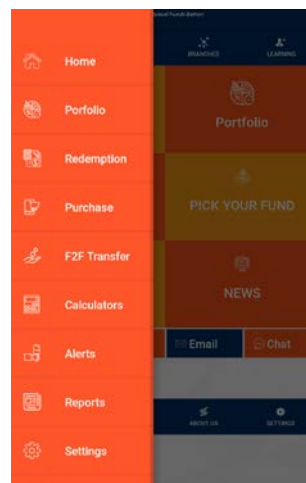 Home
Porfolio
Redemption
Purchase
F2F Transfer
Calculators
Alerts
Reports
Settings
BRANCHES
LEARNING
Portfolio
PICK YOUR FUND
NEWS
Email
Chat
ABOUT US
SETTINGS